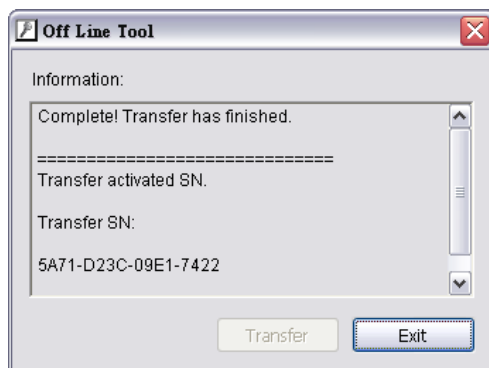 Off Line Tool
Information:
Complete! Transfer has finished.
==============================
Transfer activated SN.
Transfer SN:
5A71-D23C-09E1-7422
Transfer
Exit